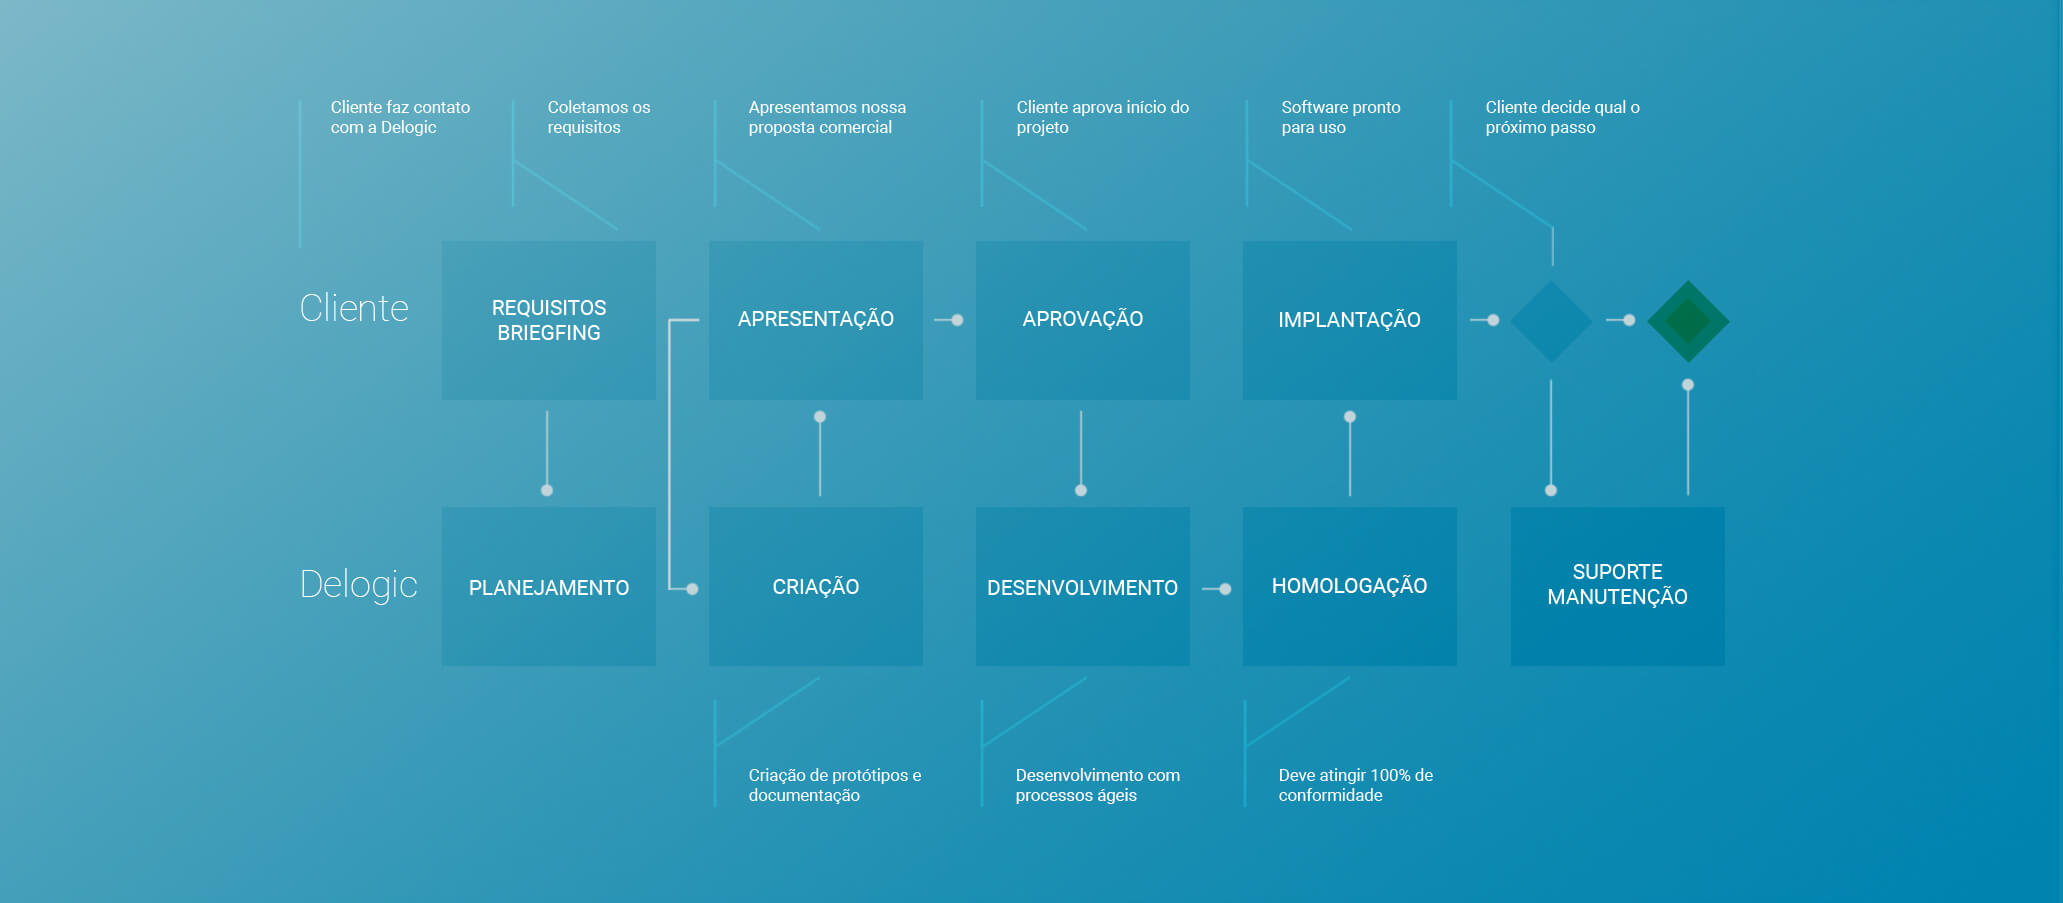 Cliente faz contato
com a Delogic
Coletamos os
requisitos
Apresentamos nossa
proposta comercial
Cliente aprova início do
projeto
Software pronto
para uso
Cliente decide qual o
próximo passo
Cliente
REQUISITOS
BRIEGFING
APRESENTAÇÃO
APROVAÇÃO
IMPLANTAÇÃO
Delogic
PLANEJAMENTO
CRIAÇÃO
DESENVOLVIMENTO
HOMOLOGAÇÃO
SUPORTE
MANUTENÇÃO
Criação de protótipos e
documentação
Desenvolvimento com
processos ágeis
Deve atingir 100% de
conformidade